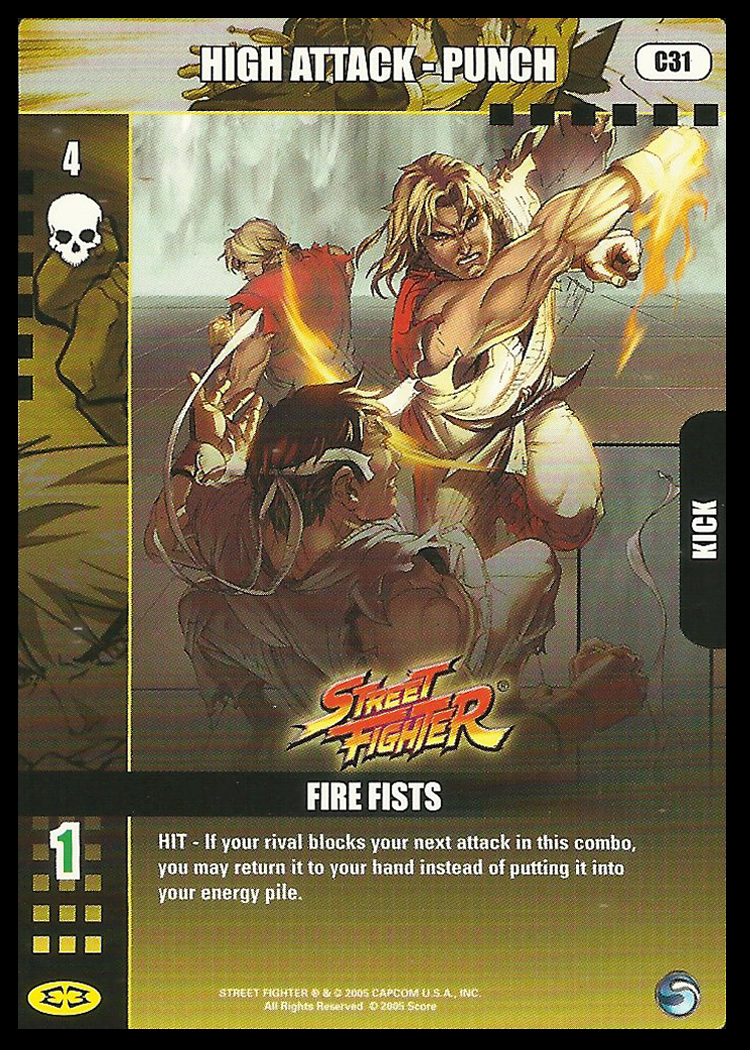 HIGH ATTACK - PUNCH
C31
4
KICK
STREET
FIGHTER®
FIRE FISTS
1
HIT - If your rival blocks your next attack in this combo,
you may return it to your hand instead of putting it into
your energy pile.
STREET FIGHTER ® & © 2005 CAPCOM U.S.A., INC.
All Rights Reserved © 2005 Score